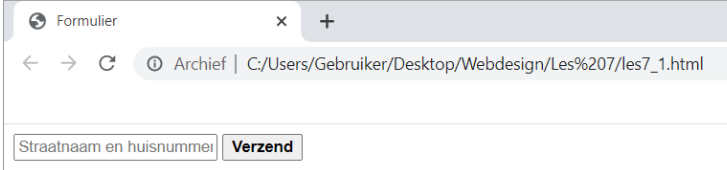 Formulier
Archief | C:/Users/Gebruiker/Desktop/Webdesign/Les%207/les7_1.html
Straatnaam en huisnummer Verzend